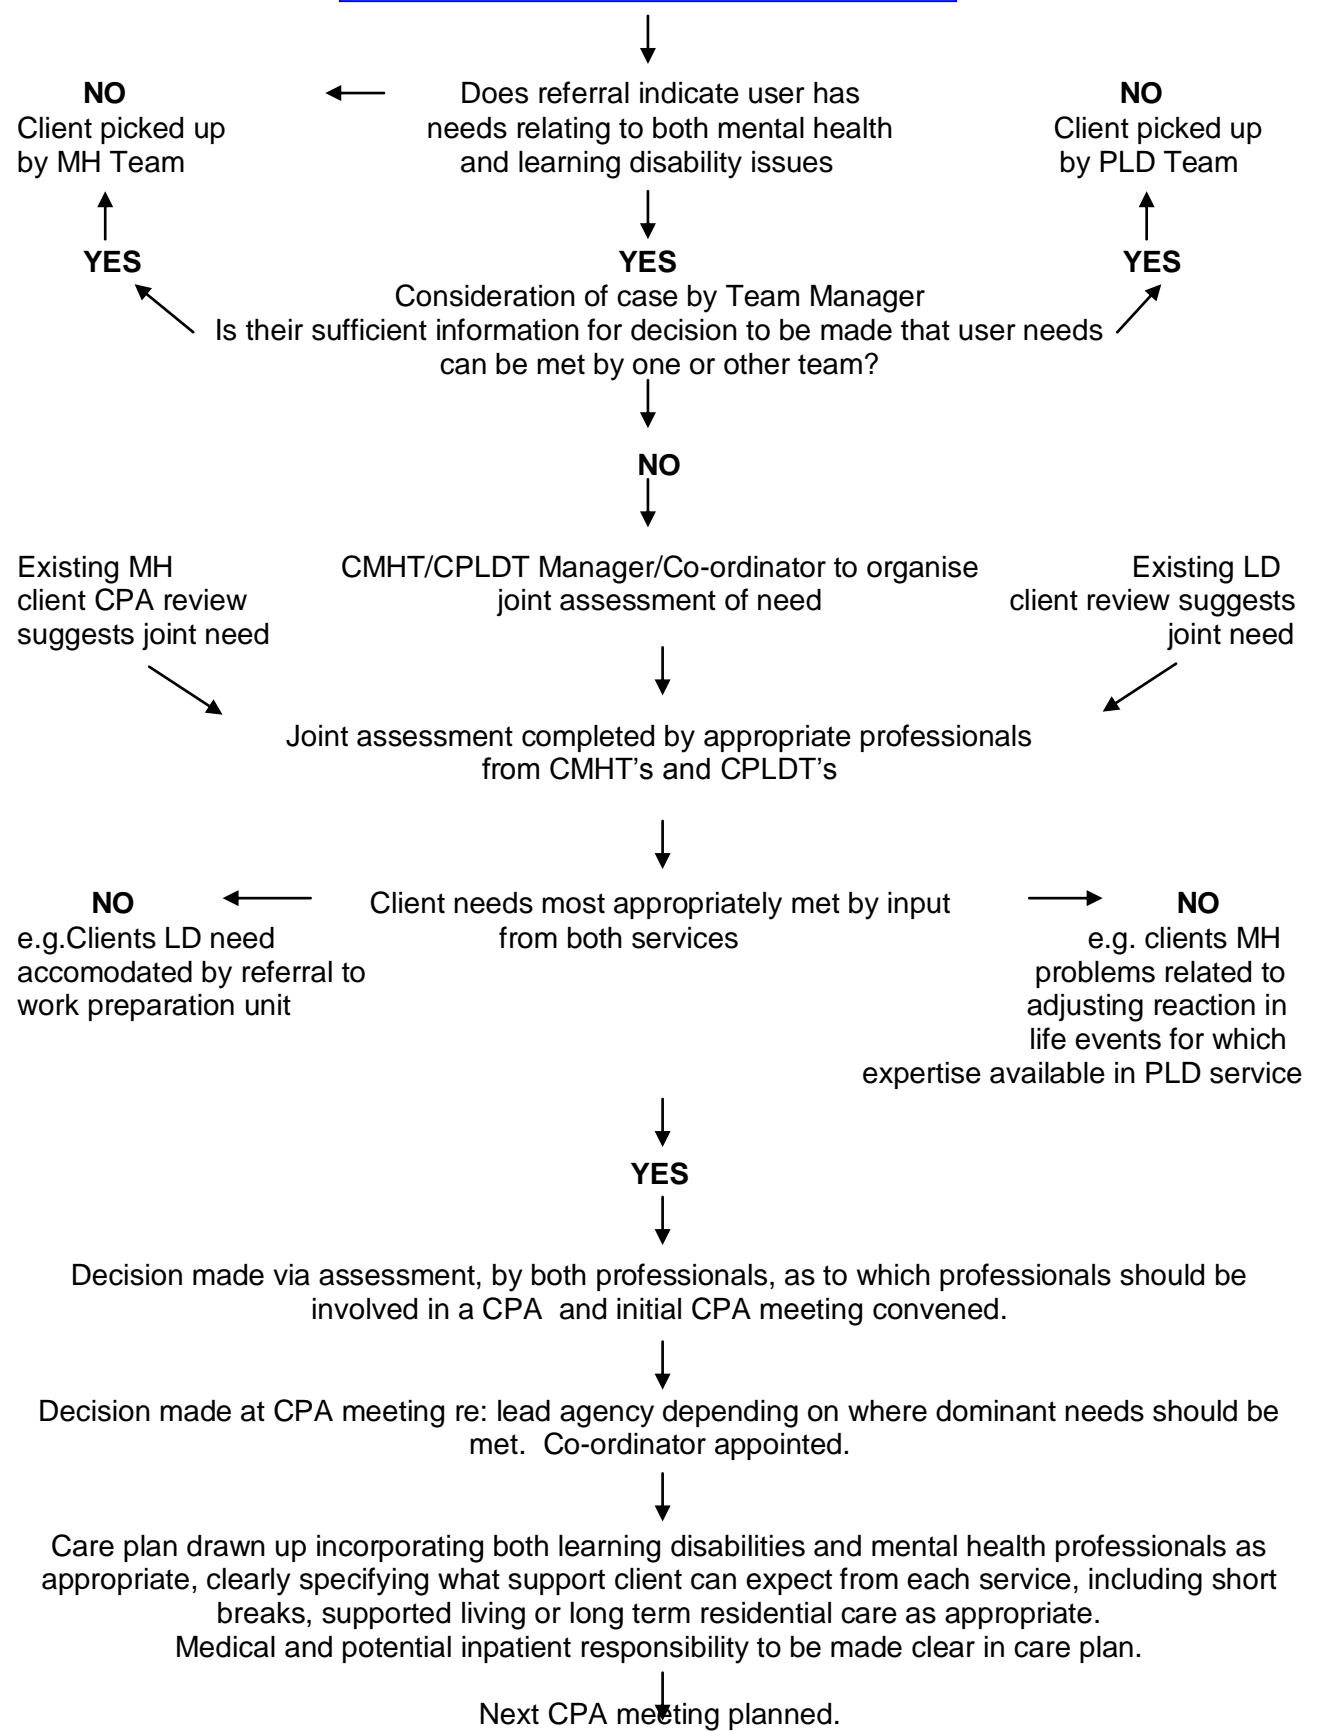 NO
Client picked up
by MH Team
Does referral indicate user has
needs relating to both mental health
and learning disability issues
NO
Client picked up
by PLD Team
YES
YES
YES
Consideration of case by Team Manager
Is their sufficient information for decision to be made that user needs
can be met by one or other team?
NO
Existing MH
client CPA review
suggests joint need
CMHT/CPLDT Manager/Co-ordinator to organise
joint assessment of need
Existing LD
client review suggests
joint need
Joint assessment completed by appropriate professionals
from CMHT's and CPLDT's
NO
e.g.Clients LD need
accomodated by referral to
work preparation unit
Client needs most appropriately met by input
from both services
NO
e.g. clients MH
problems related to
adjusting reaction in
life events for which
expertise available in PLD service
YES
Decision made via assessment, by both professionals, as to which professionals should be
involved in a CPA  and initial CPA meeting convened.
Decision made at CPA meeting re: lead agency depending on where dominant needs should be
met.  Co-ordinator appointed.
Care plan drawn up incorporating both learning disabilities and mental health professionals as
appropriate, clearly specifying what support client can expect from each service, including short
breaks, supported living or long term residential care as appropriate.
Medical and potential inpatient responsibility to be made clear in care plan.
Next CPA meeting planned.